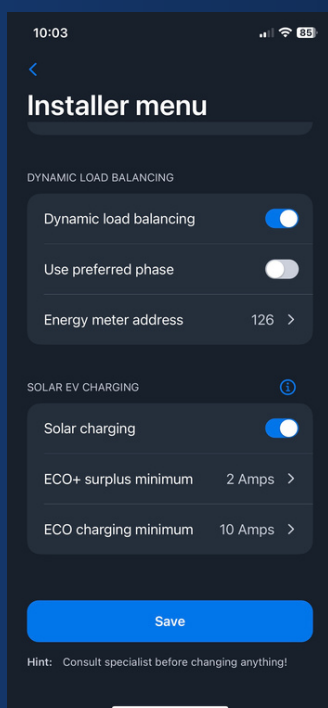 10:03
85
Installer menu
DYNAMIC LOAD BALANCING
Dynamic load balancing
Use preferred phase
Energy meter address 126
SOLAR EV CHARGING
Solar charging
ECO+ surplus minimum 2 Amps
ECO charging minimum 10 Amps
Save
Hint: Consult specialist before changing anything!